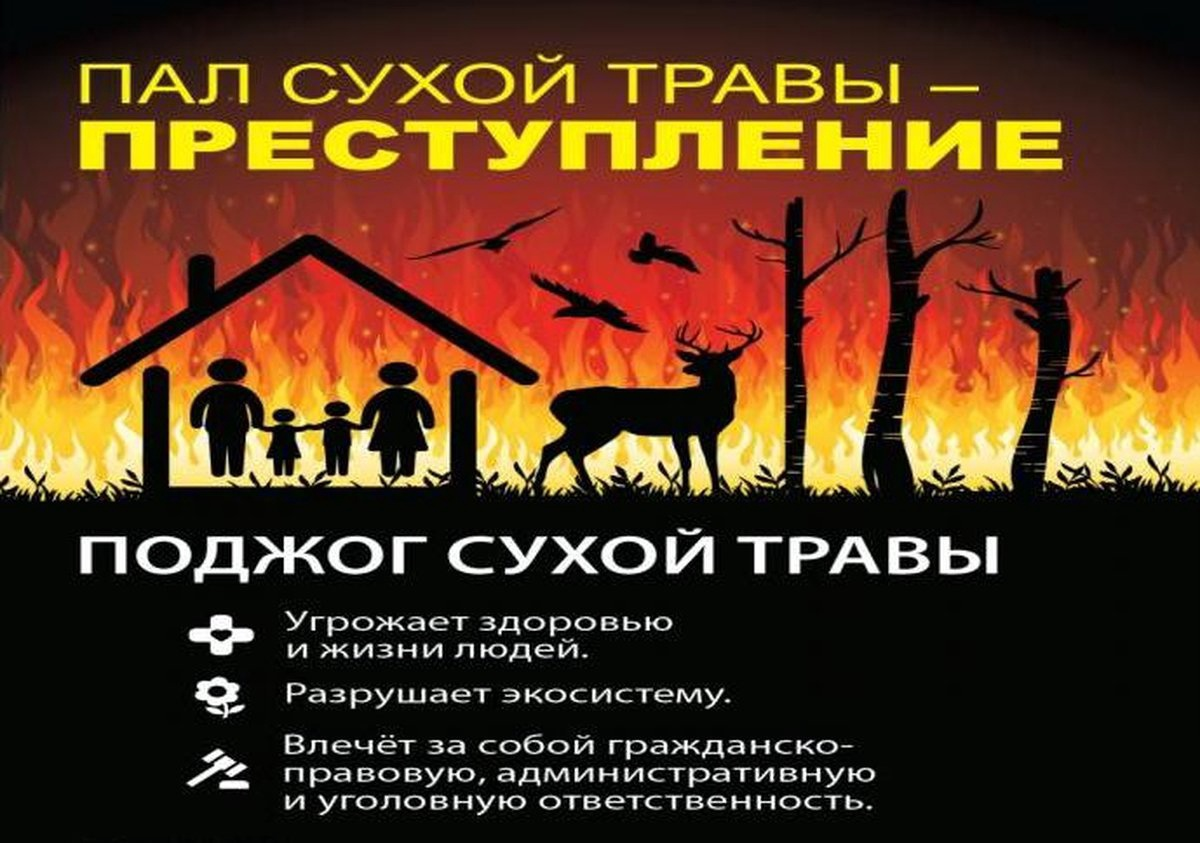 ПАЛ СУХОЙ ТРАВЫ –
ПРЕСТУПЛЕНИЕ
ПОДЖОГ СУХОЙ ТРАВЫ
Угрожает здоровью
и жизни людей.
Разрушает экосистему.
Влечёт за собой гражданско-
правовую, административную
и уголовную ответственность.